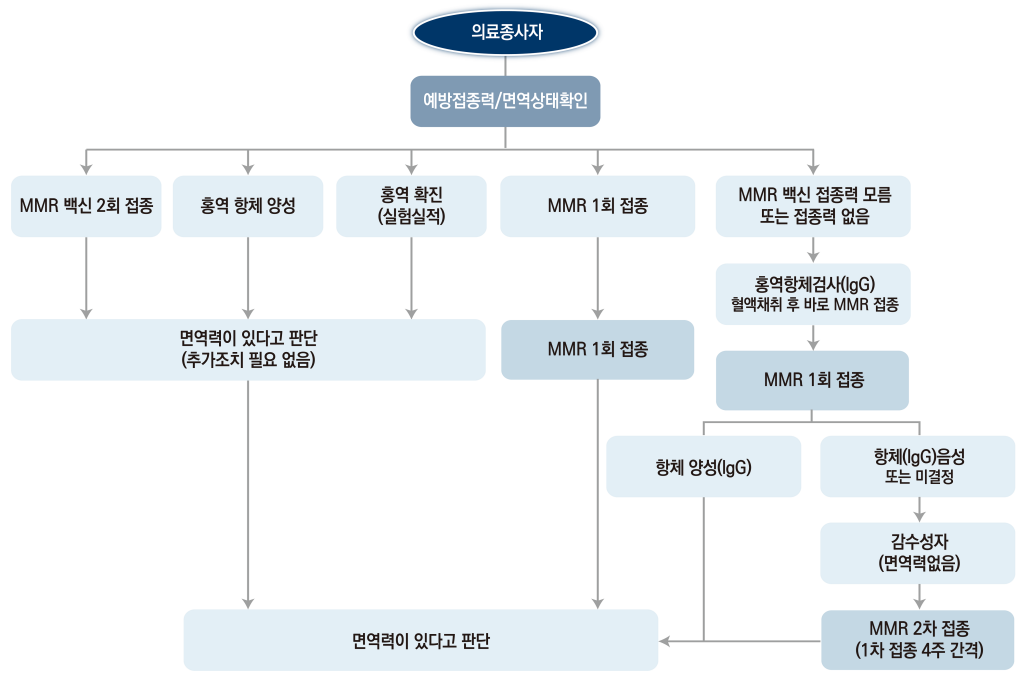 의료종사자
예방접종력/면역상태확인
MMR 백신 2회 접종
홍역 항체 양성
홍역 확진
(실험실적)
MMR 1회 접종
MMR 백신 접종력 모름
또는 접종력 없음
홍역항체검사(IgG)
혈액채취 후 바로 MMR 접종
면역력이 있다고 판단
(추가조치 필요 없음)
MMR 1회 접종
MMR 1회 접종
항체 양성(IgG)
항체(IgG)음성
또는 미결정
감수성자
(면역력없음)
면역력이 있다고 판단
MMR 2차 접종
(1차 접종 4주 간격)